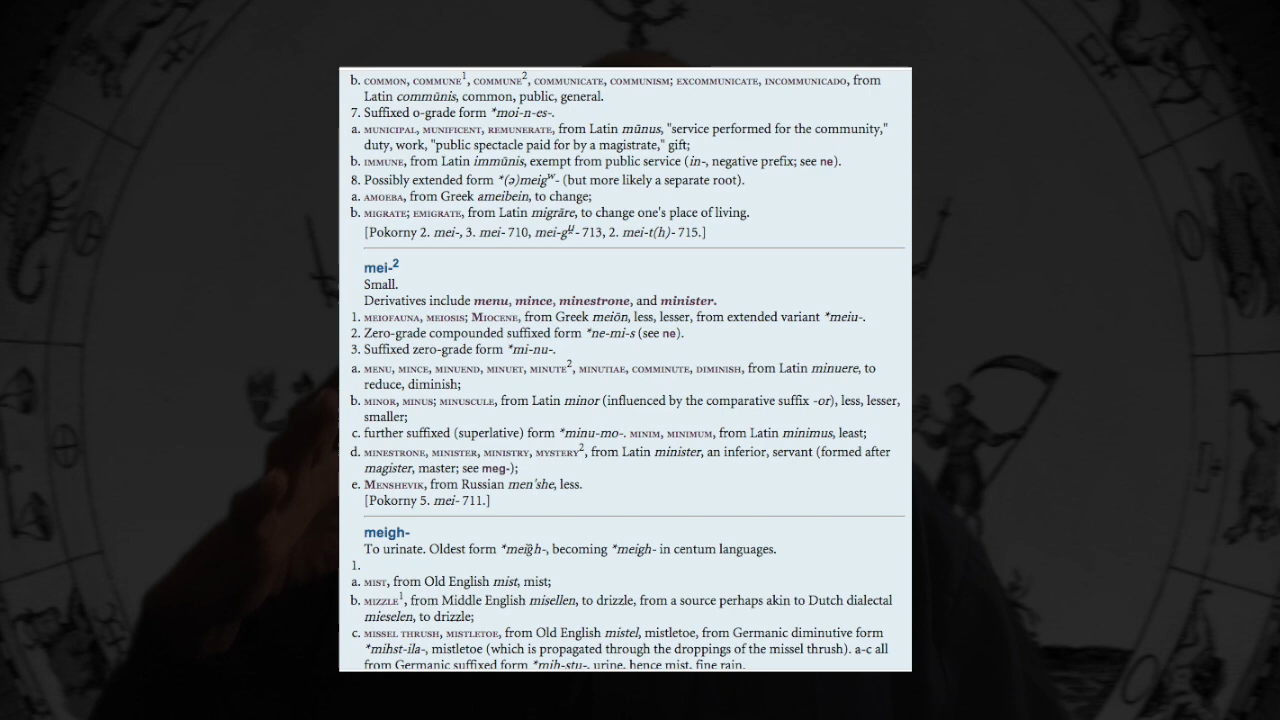 b. COMMON, COMMUNE1, COMMUNE2, COMMUNICATE, COMMUNISM; EXCOMMUNICATE, INCOMMUNICADO, from
Latin commūnis, common, public, general.
7. Suffixed o-grade form *moi-n-es-.
a. MUNICIPAL, MUNIFICENT, REMUNERATE, from Latin mūnus, "service performed for the community,"
duty, work, "public spectacle paid for by a magistrate," gift;
b. IMMUNE, from Latin immūnis, exempt from public service (in-, negative prefix; see ne).
8. Possibly extended form *(ə)meigʷ- (but more likely a separate root).
a. AMOEBA, from Greek ameibein, to change;
b. MIGRATE; EMIGRATE, from Latin migrāre, to change one's place of living.
[Pokorny 2. mei-, 3. mei- 710, mei-gu̯- 713, 2. mei-t(h)- 715.]
mei-2
Small.
Derivatives include menu, mince, minestrone, and minister.
1. MEIOFAUNA, MEIOSIS; MIOCENE, from Greek meiōn, less, lesser, from extended variant *meiu-.
2. Zero-grade compounded suffixed form *ne-mi-s (see ne).
3. Suffixed zero-grade form *mi-nu-.
a. MENU, MINCE, MINUEND, MINUET, MINUTE2, MINUTIAE, COMMINUTE, DIMINISH, from Latin minuere, to
reduce, diminish;
b. MINOR, MINUS; MINUSCULE, from Latin minor (influenced by the comparative suffix -or), less, lesser,
smaller;
c. further suffixed (superlative) form *minu-mo-. MINIM, MINIMUM, from Latin minimus, least;
d. MINESTRONE, MINISTER, MINISTRY, MYSTERY2, from Latin minister, an inferior, servant (formed after
magister, master; see meg-);
e. MENSHEVIK, from Russian men'she, less.
[Pokorny 5. mei- 711.]
meigh-
To urinate. Oldest form *meiĝh-, becoming *meigh- in centum languages.
1.
a. MIST, from Old English mist, mist;
b. MIZZLE1, from Middle English misellen, to drizzle, from a source perhaps akin to Dutch dialectal
mieselen, to drizzle;
c. MISSEL THRUSH, MISTLETOE, from Old English mistel, mistletoe, from Germanic diminutive form
*mihst-ila-, mistletoe (which is propagated through the droppings of the missel thrush). a-c all
from Germanic suffixed form *mih-stu-, urine, hence mist, fine rain.